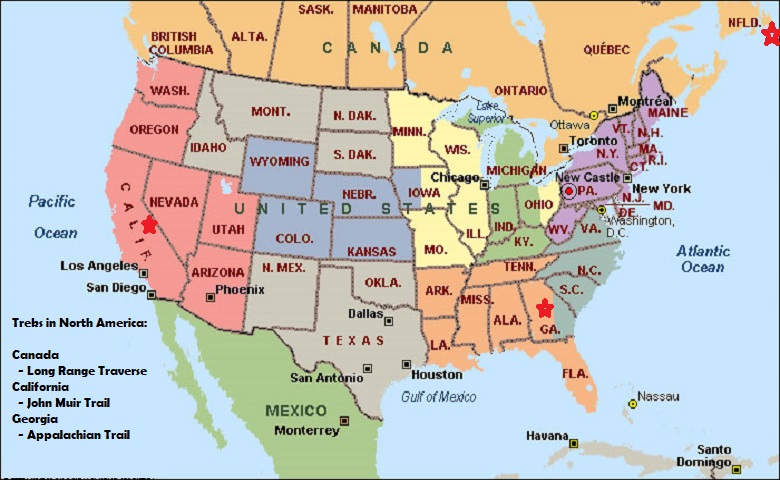 SASK.
MANITOBA
NFLD.
BRITISH
COLUMBIA
ALTA.
CANADA
QUÉBEC
ONTARIO
WASH.
MONT.
N. DAK.
MINN.
Lake
Superior
Montréal
MAINE
Ottawa
VT.
N.H.
OREGON
IDAHO
S. DAK.
WIS.
MICHIGAN
Toronto
N.Y.
MA.
R.I.
CT.
WYOMING
Chicago
New Castle
PA.
New York
NEBR.
IOWA
Pacific
Ocean
CALIF.
NEVADA
UNITED STATES
OHIO
N.J.
MD.
DE.
Washington,
D.C.
UTAH
COLO.
KANSAS
MO.
ILL.
IND.
KY.
WV.
VA.
Atlantic
Ocean
Los Angeles
San Diego
ARIZONA
Phoenix
N. MEX.
OKLA.
ARK.
TENN.
N.C.
S.C.
MISS.
ALA.
GA.
Dallas
TEXAS
LA.
San Antonio
Houston
FLA.
Gulf of Mexico
Nassau
MEXICO
Monterrey
Havana
Santo
Domingo
Treks in North America:
Canada
- Long Range Traverse
California
- John Muir Trail
Georgia
- Appalachian Trail